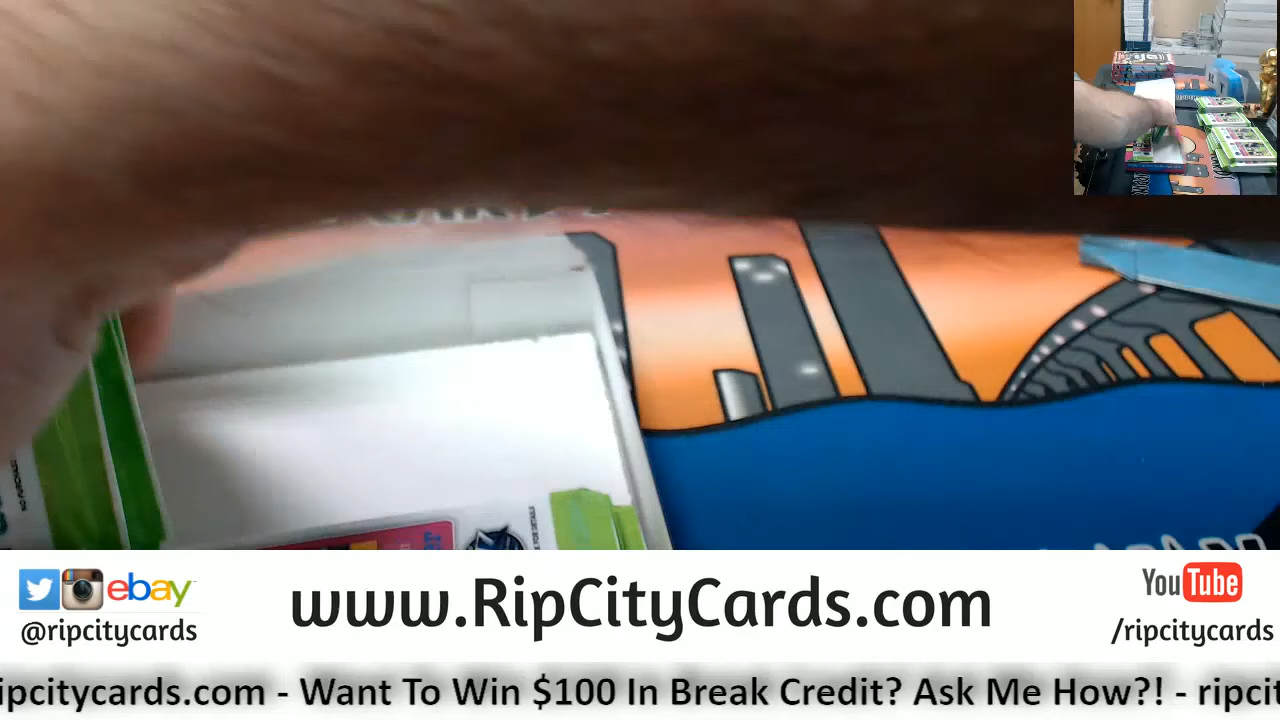 ebay
@ripcitycards
www.RipCityCards.com
YouTube
/ripcitycards
ipcitycards.com - Want To Win $100 In Break Credit? Ask Me How?! - ripcit